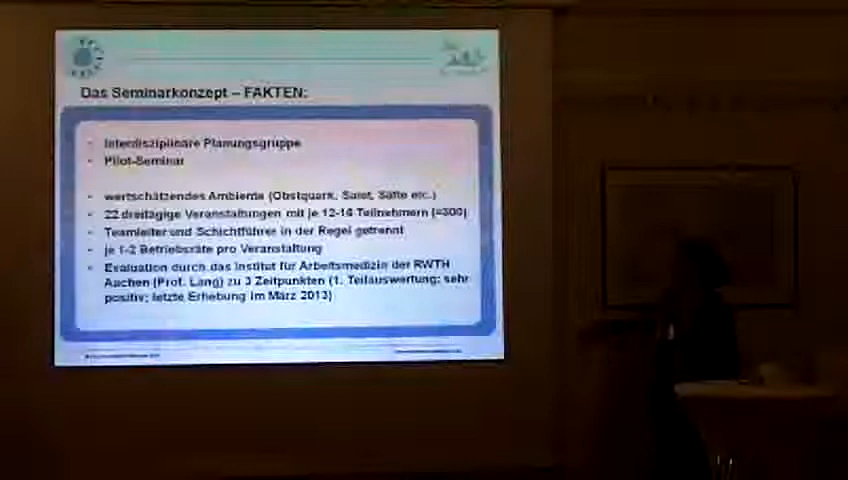 Das Seminarkonzept – FAKTEN:
• Interdisziplinäre Planungsgruppe
• Pilot-Seminar
• wertschätzendes Ambiente (Obstquark, Salat, Säfte etc.)
• 22 dreitägige Veranstaltungen mit je 12-14 Teilnehmern (=300)
• Teamleiter und Schichtführer in der Regel getrennt
• je 1-2 Betriebsräte pro Veranstaltung
• Evaluation durch das Institut für Arbeitsmedizin der RWTH
Aachen (Prof. Lang) zu 3 Zeitpunkten (1. Teilauswertung: sehr
positiv; letzte Erhebung im März 2013)